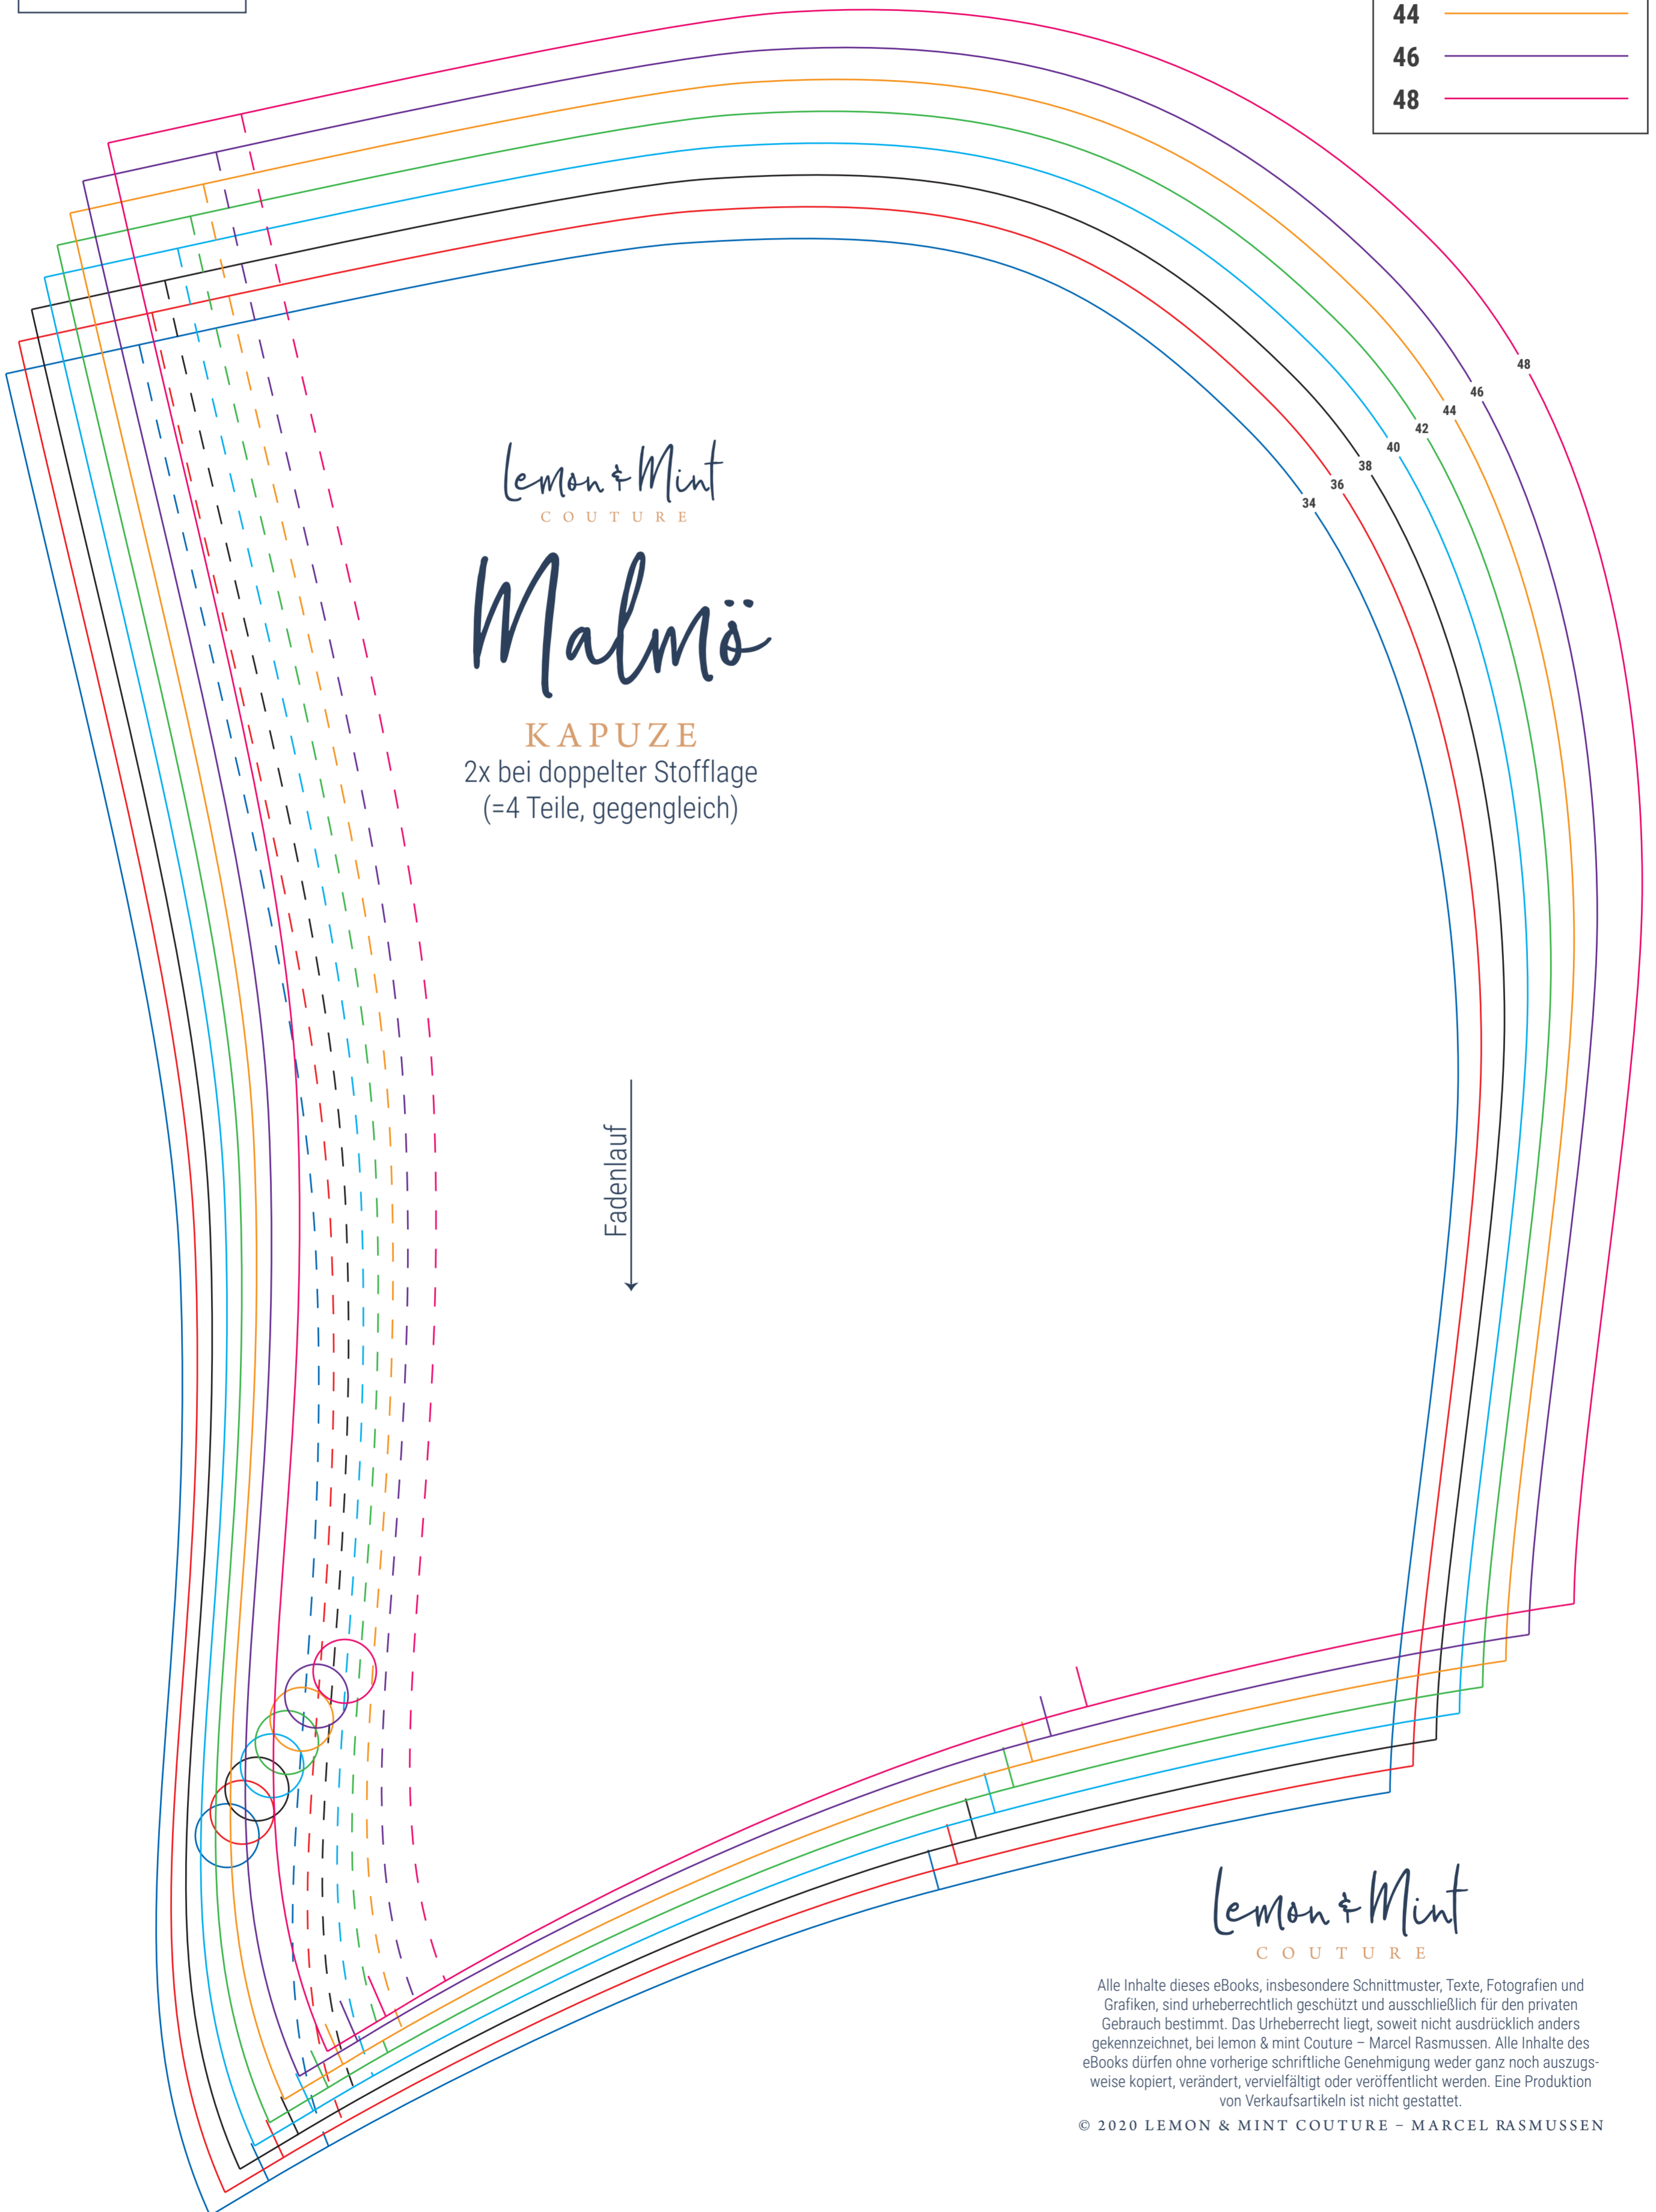 44
46
48
48
46
44
42
40
38
36
34
Lemon & Mint
COUTURE
Malmö
KAPUZE
2x bei doppelter Stofflage
(=4 Teile, gegengleich)
Fadenlauf
Lemon & Mint
COUTURE
Alle Inhalte dieses eBooks, insbesondere Schnittmuster, Texte, Fotografien und
Grafiken, sind urheberrechtlich geschützt und ausschließlich für den privaten
Gebrauch bestimmt. Das Urheberrecht liegt, soweit nicht ausdrücklich anders
gekennzeichnet, bei lemon & mint Couture – Marcel Rasmussen. Alle Inhalte des
eBooks dürfen ohne vorherige schriftliche Genehmigung weder ganz noch auszugs-
weise kopiert, verändert, vervielfältigt oder veröffentlicht werden. Eine Produktion
von Verkaufsartikeln ist nicht gestattet.
© 2020 LEMON & MINT COUTURE – MARCEL RASMUSSEN